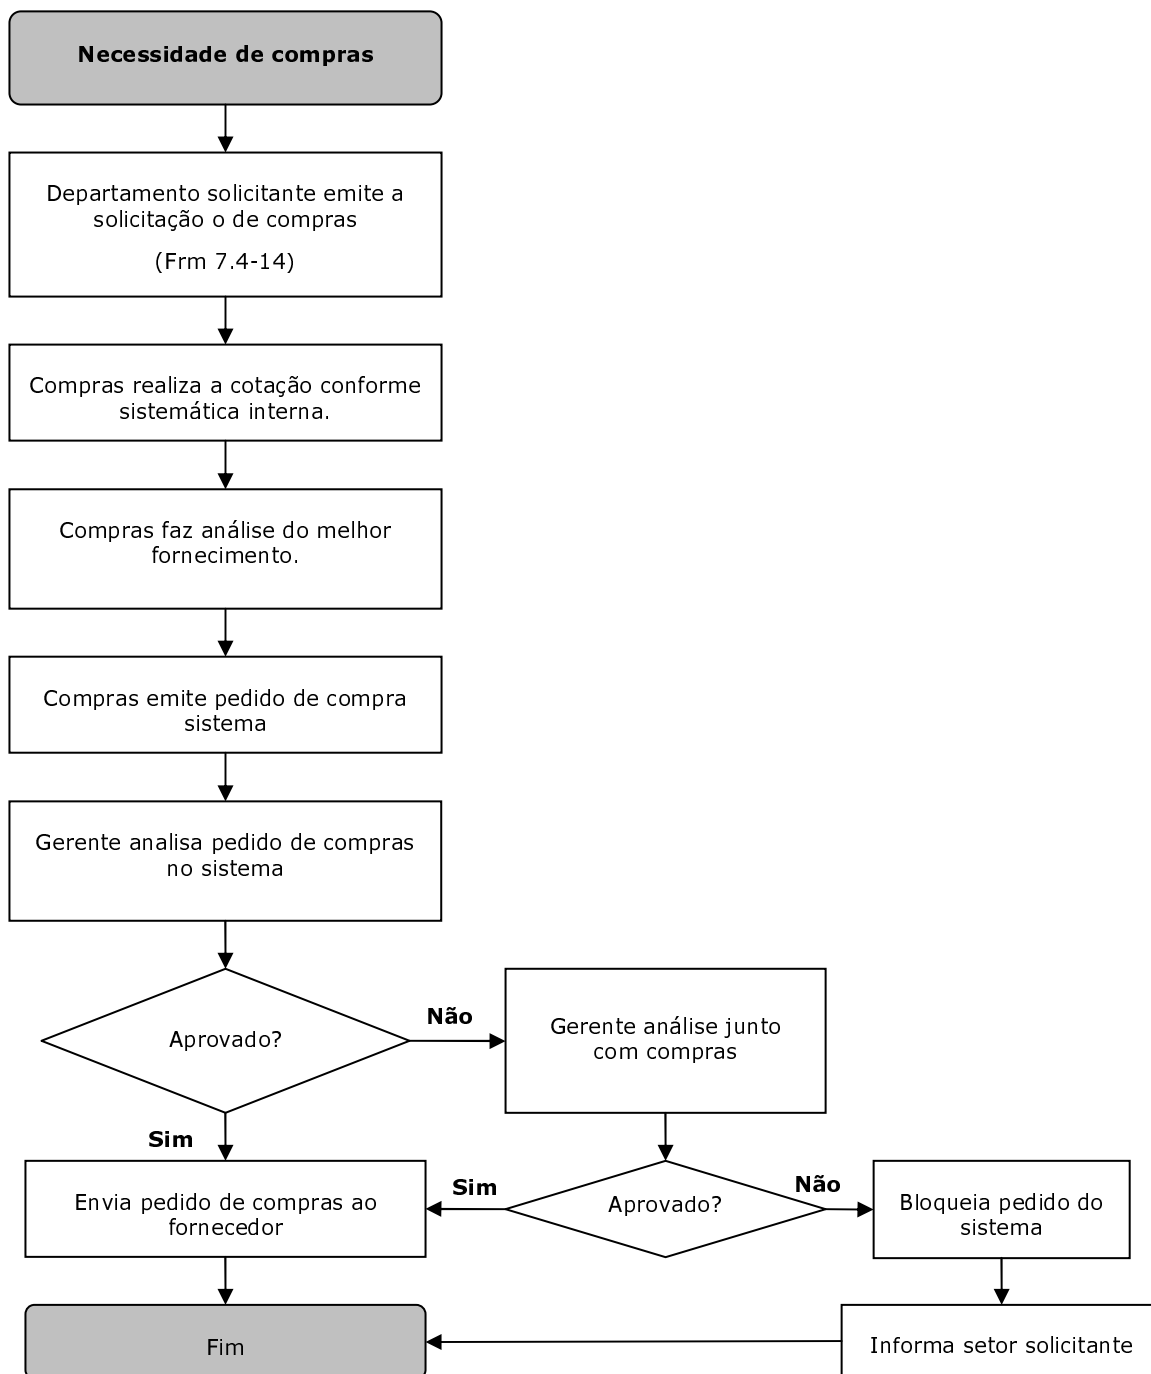 Necessidade de compras
Departamento solicitante emite a
solicitação o de compras
(Frm 7.4-14)
Compras realiza a cotação conforme
sistemática interna.
Compras faz análise do melhor
fornecimento.
Compras emite pedido de compra
sistema
Gerente analisa pedido de compras
no sistema
Aprovado?
Não
Gerente análise junto
com compras
Sim
Envia pedido de compras ao
fornecedor
Sim
Aprovado?
Não
Bloqueia pedido do
sistema
Fim
Informa setor solicitante